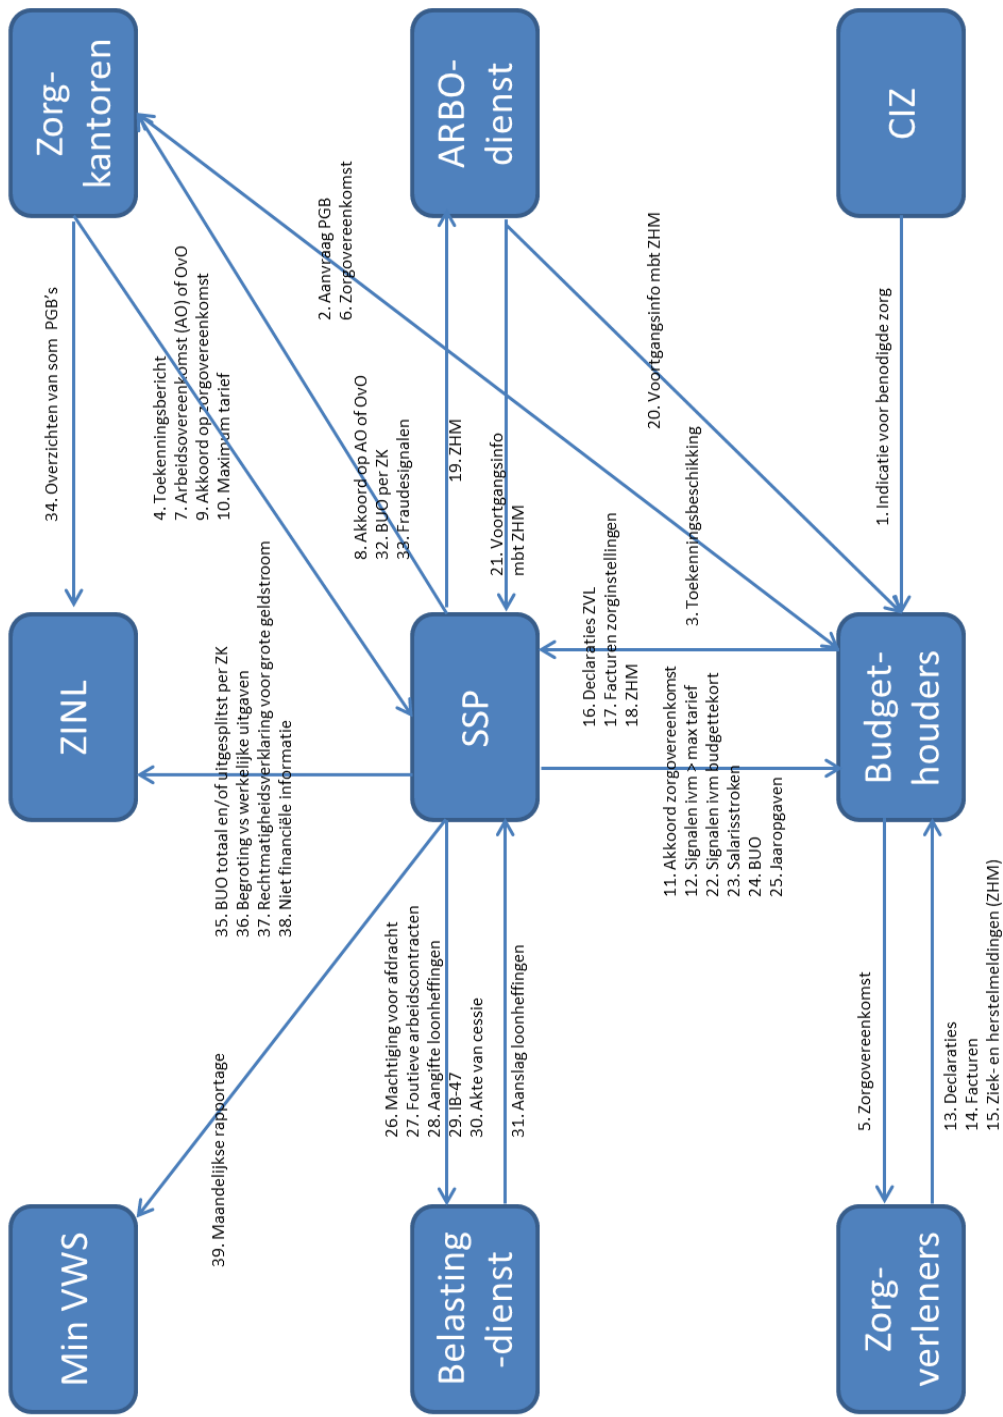 Min VWS
ZINL
Zorg-
kantoren
39. Maandelijkse rapportage
35. BUO totaal en/of uitgesplitst per ZK
36. Begroting vs werkelijke uitgaven
37. Rechtmatigheidsverklaring voor grote geldstroom
38. Niet financiële informatie
34. Overzichten van som PGB's
4. Toekenningsbericht
7. Arbeidsovereenkomst (AO) of OvO
9. Akkoord op zorgovereenkomst
10. Maximum tarief
8. Akkoord op AO of OvO
32. BUO per ZK
33. Fraudesignalen
2. Aanvraag PGB
6. Zorgovereenkomst
Belasting
-dienst
SSP
ARBO-
dienst
26. Machtiging voor afdracht
27. Foutieve arbeidscontracten
28. Aangifte loonheffingen
29. IB-47
30. Akte van cessie
31. Aanslag loonheffingen
19. ZHM
21. Voortgangsinfo
mbt ZHM
16. Declaraties ZVL
17. Facturen zorginstellingen
18. ZHM
11. Akkoord zorgovereenkomst
12. Signalen ivm > max tarief
22. Signalen ivm budgettekort
23. Salarisstroken
24. BUO
25. Jaaropgaven
3. Toekenningsbeschikking
20. Voortgangsinfo mbt ZHM
Zorg-
verleners
Budget-
houders
CIZ
5. Zorgovereenkomst
13. Declaraties
14. Facturen
15. Ziek- en herstelmeldingen (ZHM)
1. Indicatie voor benodigde zorg